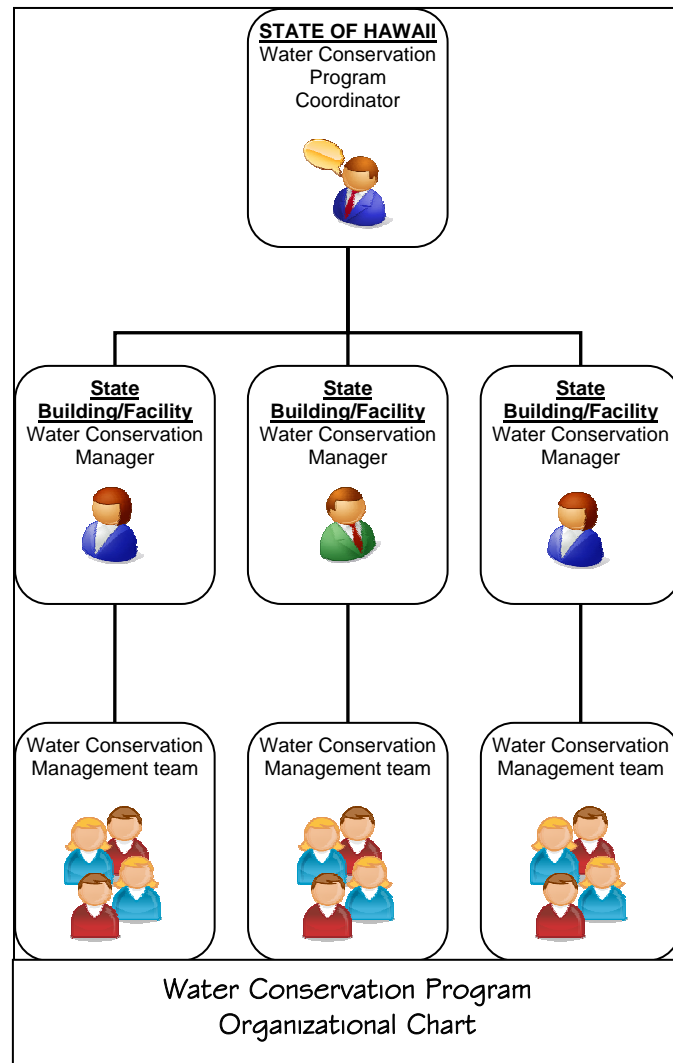 STATE OF HAWAII
Water Conservation
Program
Coordinator
State
Building/Facility
Water Conservation
Manager
State
Building/Facility
Water Conservation
Manager
State
Building/Facility
Water Conservation
Manager
Water Conservation
Management team
Water Conservation
Management team
Water Conservation
Management team
Water Conservation Program
Organizational Chart